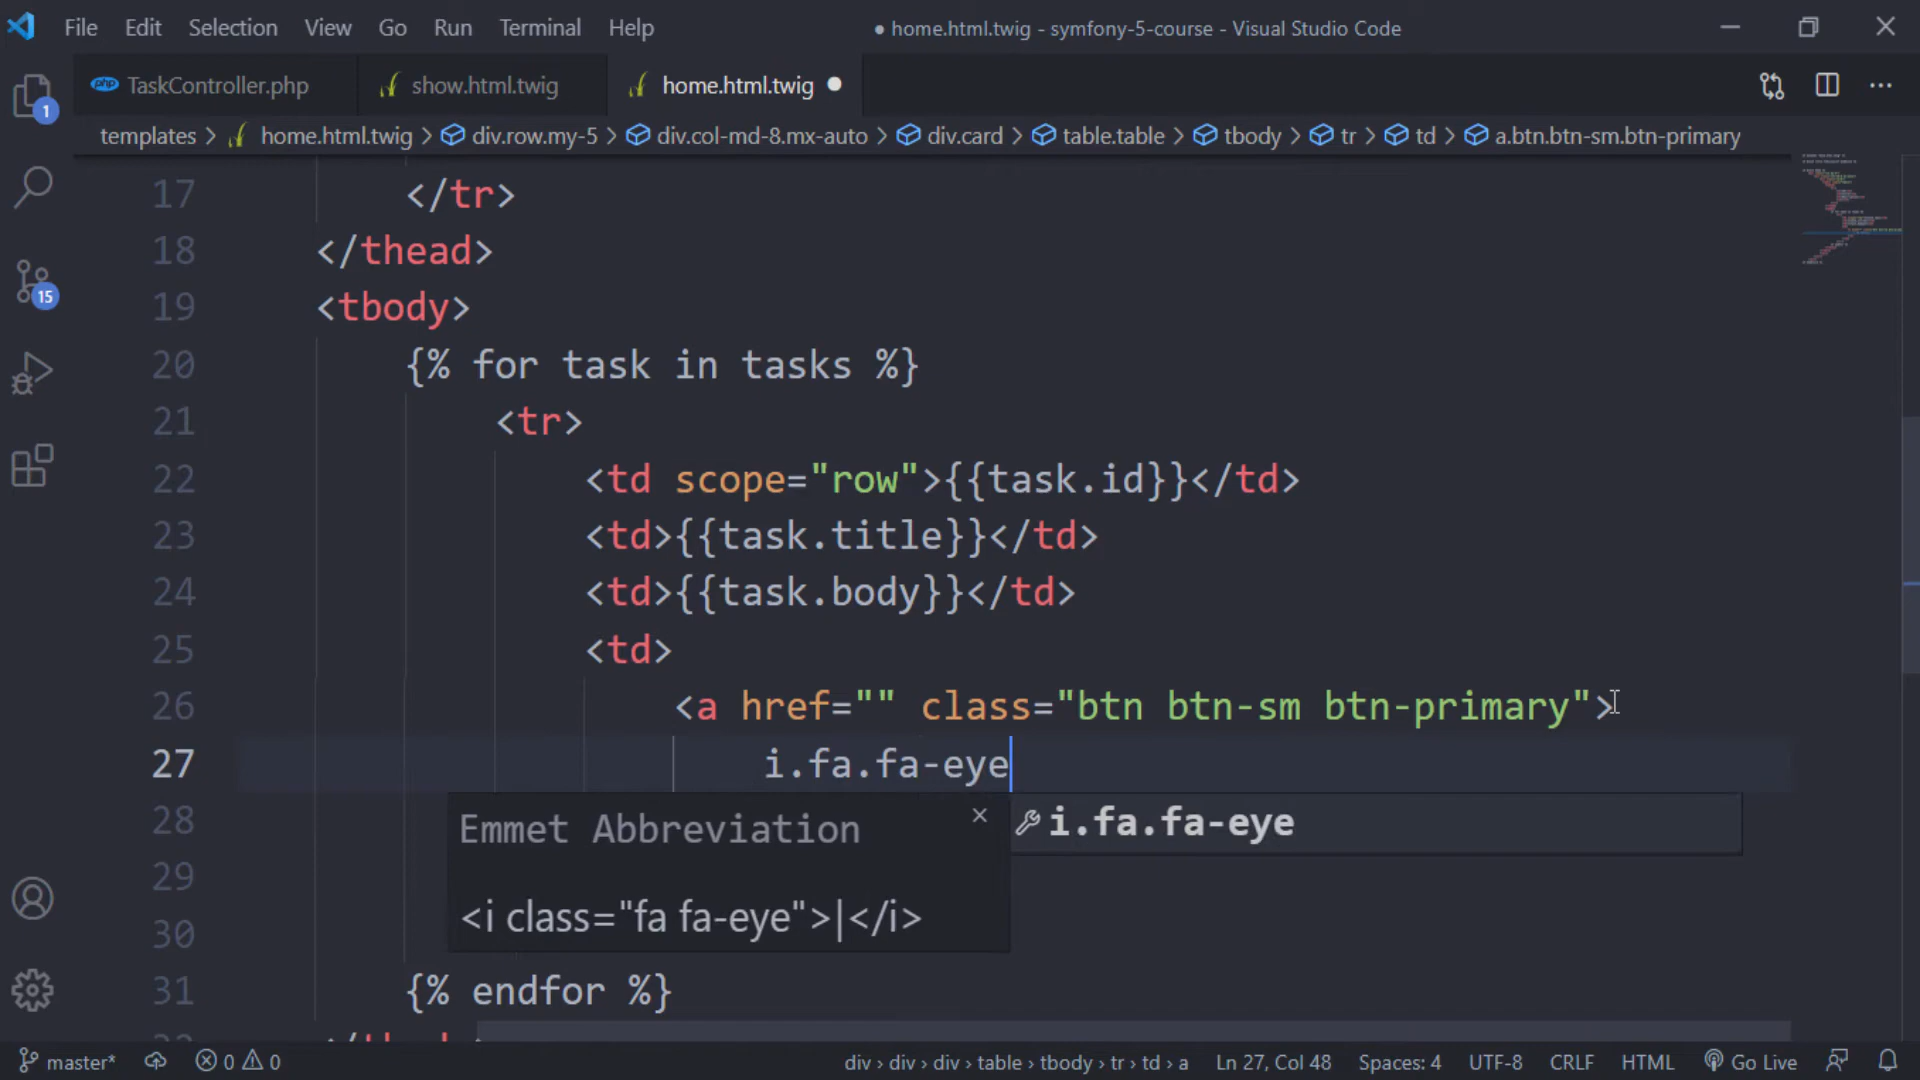 File Edit Selection View Go Run Terminal Help ● home.html.twig - symfony-5-course - Visual Studio Code
php TaskController.php show.html.twig home.html.twig ●
1
templates > home.html.twig > div.row.my-5 > div.col-md-8.mx-auto > div.card > table.table > tbody > tr > td > a.btn.btn-sm.btn-primary
17 </tr>
18 </thead>
15
19 <tbody>
20 {% for task in tasks %}
21 <tr>
22 <td scope="row">{{task.id}}</td>
23 <td>{{task.title}}</td>
24 <td>{{task.body}}</td>
25 <td>
26 <a href="" class="btn btn-sm btn-primary">
27 i.fa.fa-eye
28 Emmet Abbreviation × i.fa.fa-eye
29
<i class="fa fa-eye">|</i>
30
31 {% endfor %}
master* 0 0 div › div › div › table › tbody › tr › td › a Ln 27, Col 48 Spaces: 4 UTF-8 CRLF HTML Go Live